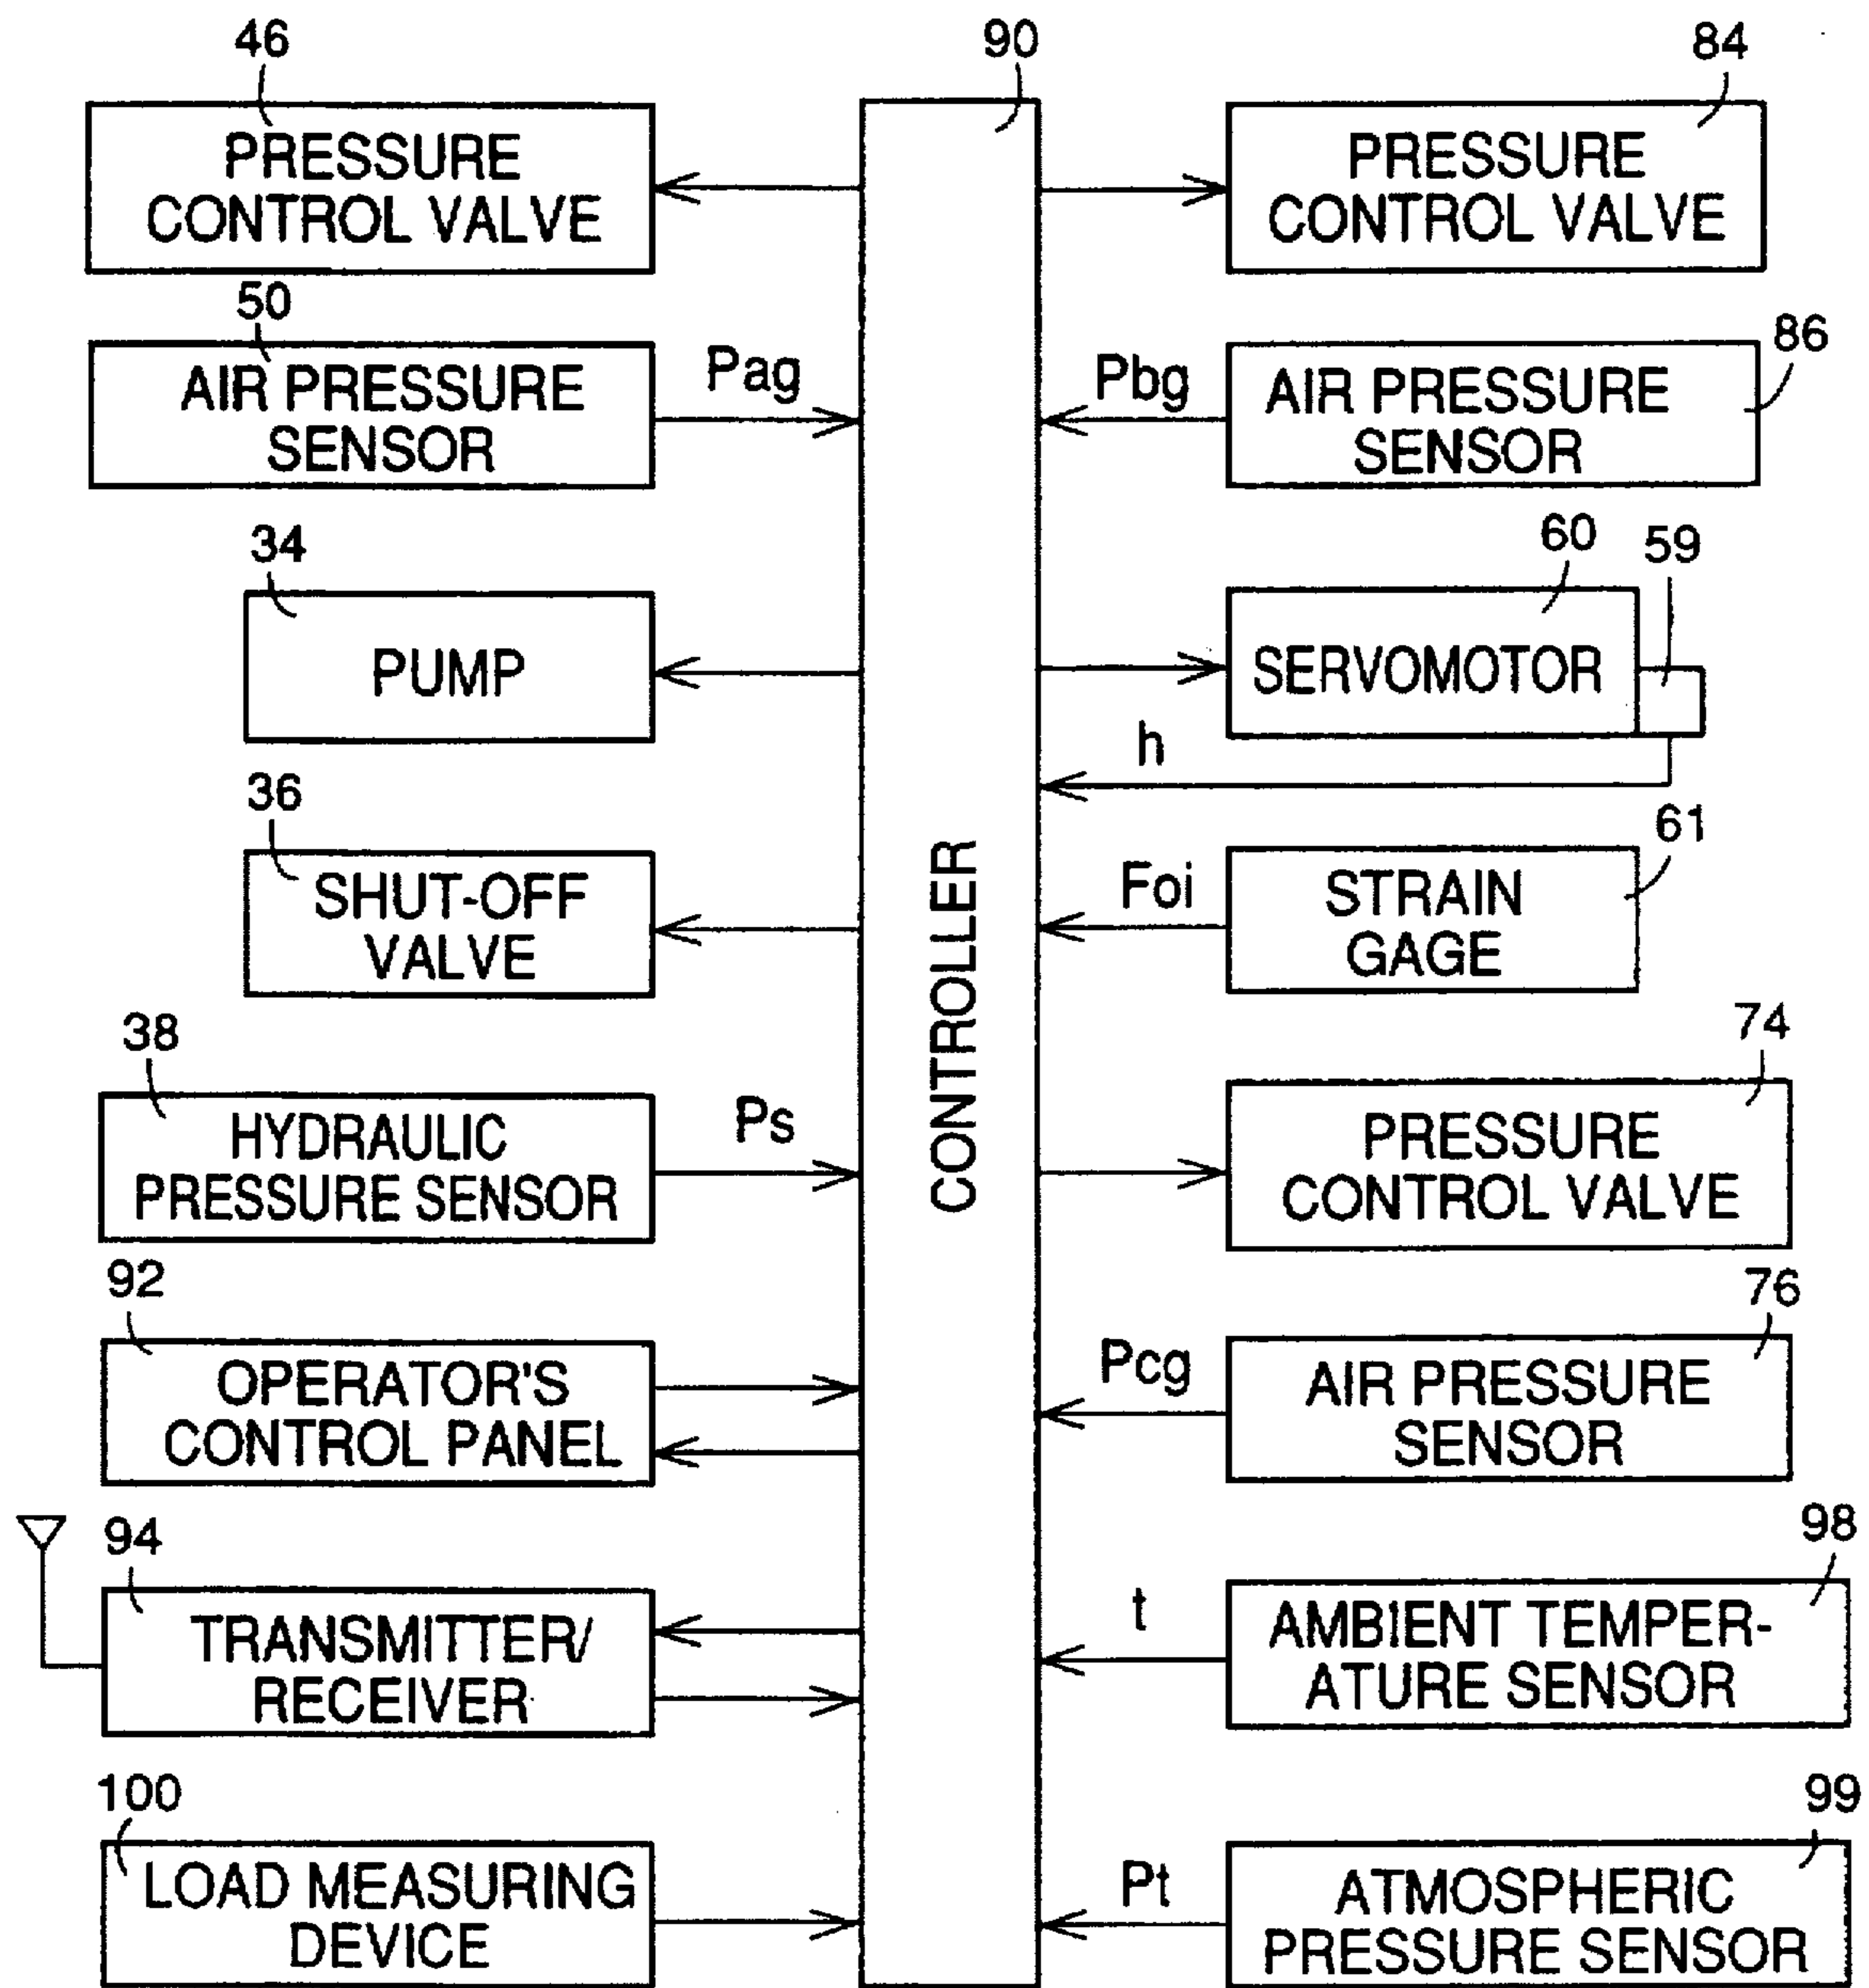 46
PRESSURE
CONTROL VALVE
50
AIR PRESSURE
SENSOR
Pag
34
PUMP
36
SHUT-OFF
VALVE
38
HYDRAULIC
PRESSURE SENSOR
Ps
92
OPERATOR'S
CONTROL PANEL
94
TRANSMITTER/
RECEIVER
100
LOAD MEASURING
DEVICE
90
CONTROLLER
84
PRESSURE
CONTROL VALVE
86
Pbg
AIR PRESSURE
SENSOR
60
59
SERVOMOTOR
h
61
Foi
STRAIN
GAGE
74
PRESSURE
CONTROL VALVE
76
Pcg
AIR PRESSURE
SENSOR
98
t
AMBIENT TEMPER-
ATURE SENSOR
99
Pt
ATMOSPHERIC
PRESSURE SENSOR